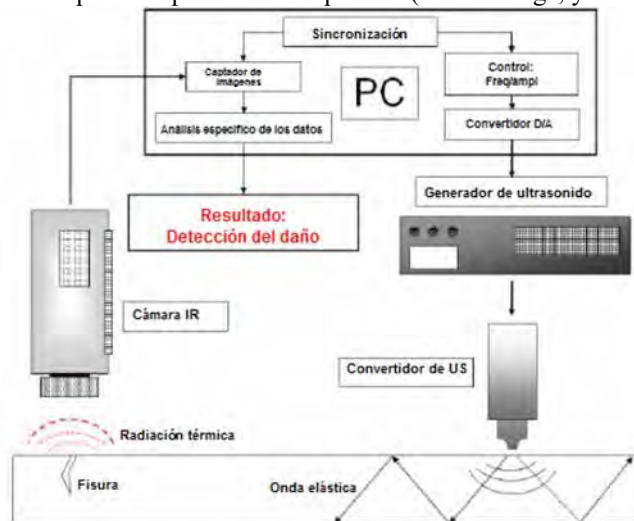 Sincronización
Captador de
imágenes
Control:
Freq/ampl
PC
Análisis específico de los datos
Convertidor D/A
Generador de ultrasonido
Resultado:
Detección del daño
Cámara IR
Convertidor de US
Radiación térmica
Fisura
Onda elástica